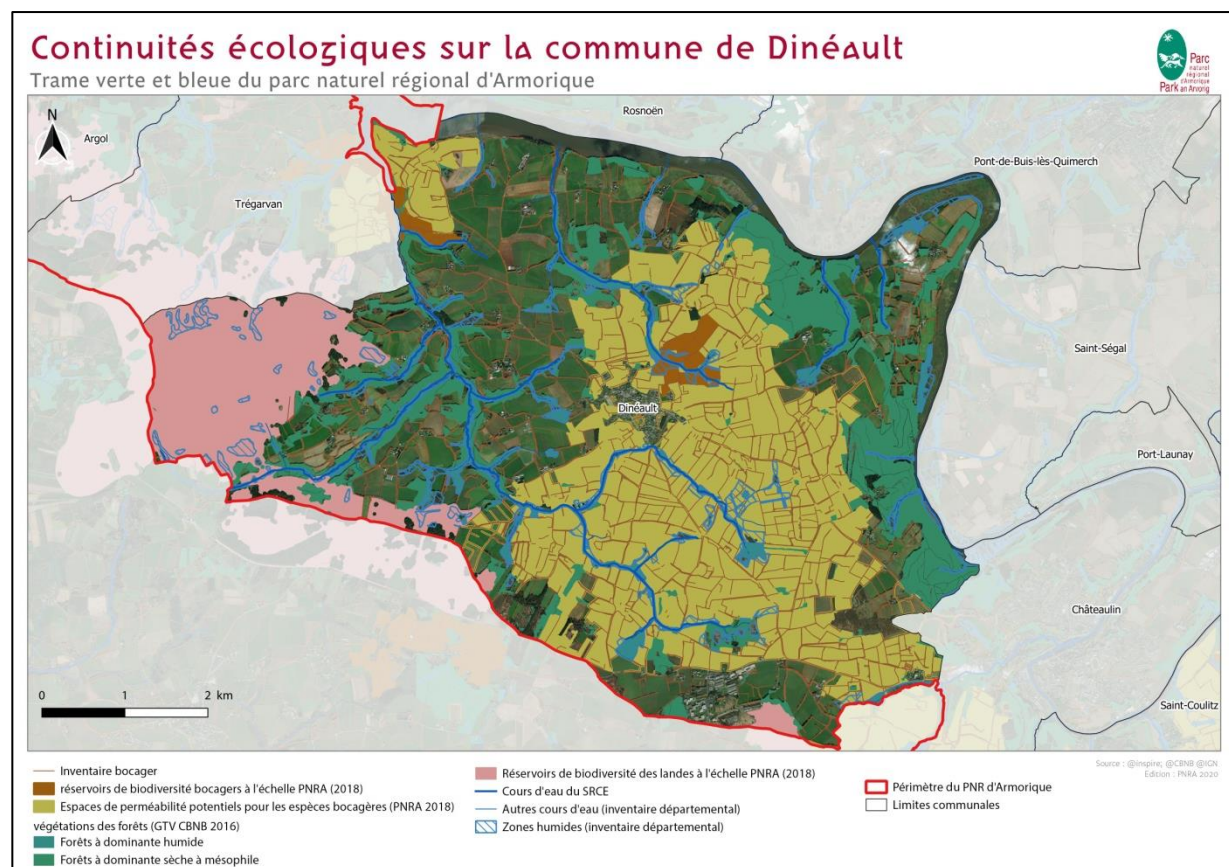 Continuités écologiques sur la commune de Dinéault
Trame verte et bleue du parc naturel régional d'Armorique
Parc
naturel
régional
d'Armorique
Park an Arvorig
N
Argol
Rosnoën
Pont-de-Buis-lès-Quimerch
Trégarvan
Saint-Ségal
Dinéault
Port-Launay
Châteaulin
Saint-Coulitz
0 1 2 km
Source : @inspire; @CBNB @IGN
Edition : PNRA 2020
Inventaire bocager
réservoirs de biodiversité bocagers à l'échelle PNRA (2018)
Espaces de perméabilité potentiels pour les espèces bocagères (PNRA 2018)
végétations des forêts (GTV CBNB 2016)
Forêts à dominante humide
Forêts à dominante sèche à mésophile
Réservoirs de biodiversité des landes à l'échelle PNRA (2018)
Cours d'eau du SRCE
Autres cours d'eau (inventaire départemental)
Zones humides (inventaire départemental)
Périmètre du PNR d'Armorique
Limites communales